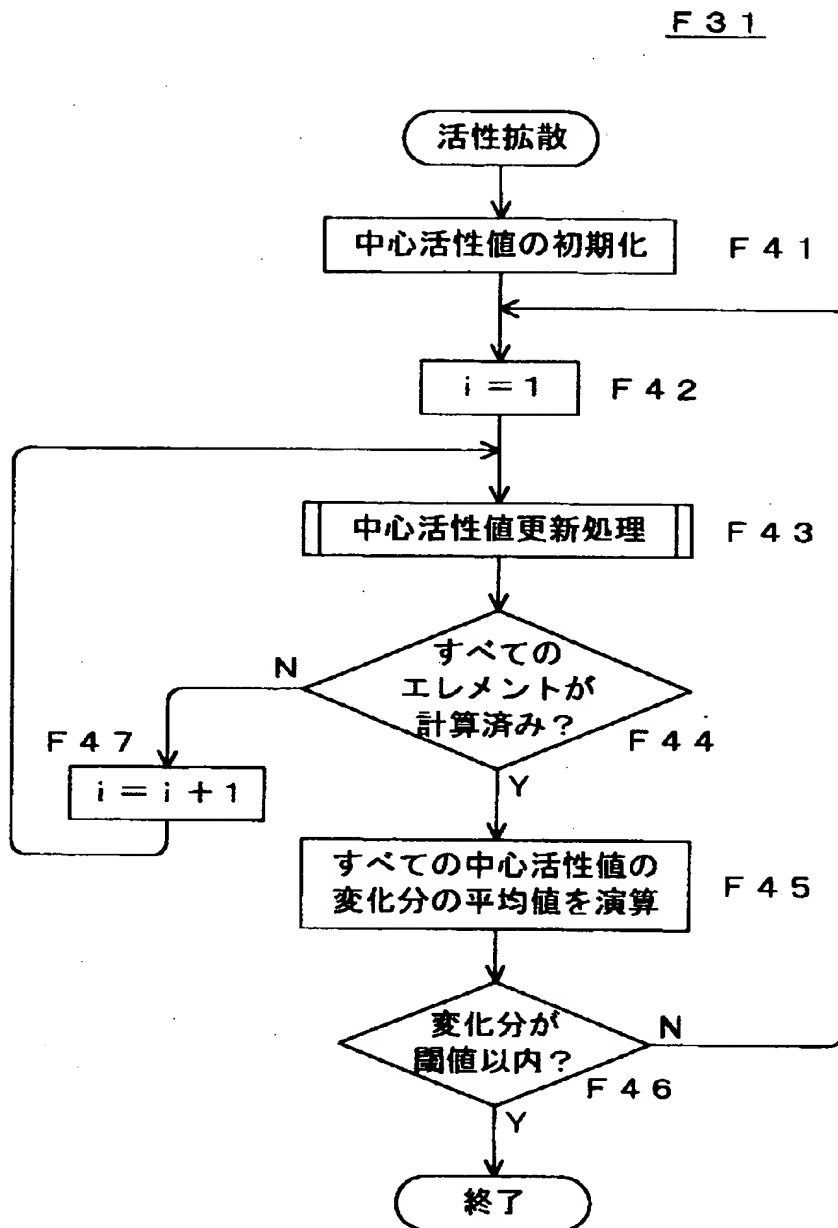 F31
活性拡散
中心活性値の初期化
F41
i=1
F42
中心活性値更新処理
F43
すべての
エレメントが
計算済み?
F44
N
Y
F47
i=i+1
すべての中心活性値の
変化分の平均値を演算
F45
変化分が
閾値以内?
F46
N
Y
終了